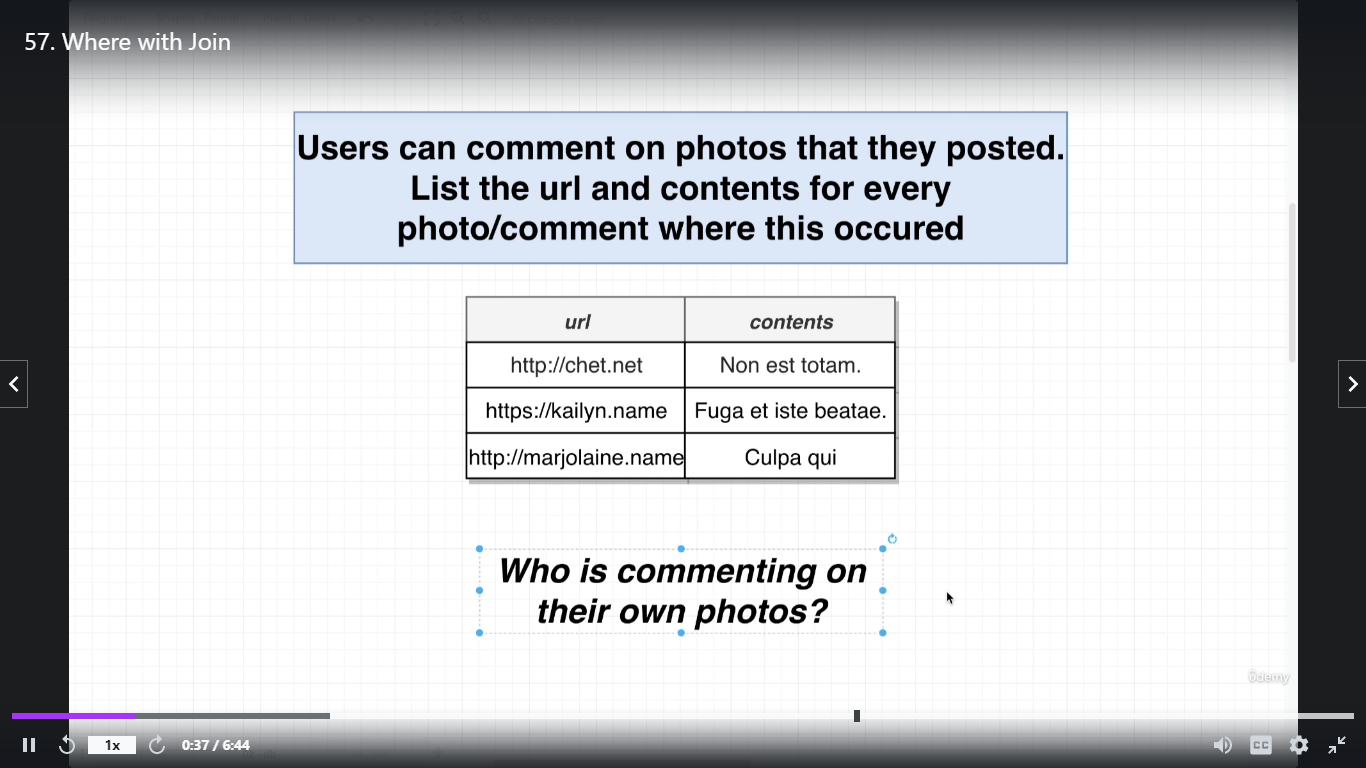 57. Where with Join
Users can comment on photos that they posted.
List the url and contents for every
photo/comment where this occured
url contents
http://chet.net Non est totam.
https://kailyn.name Fuga et iste beatae.
http://marjolaine.name Culpa qui
Who is commenting on
their own photos?
ûdemy
1x 0:37 / 6:44 CC